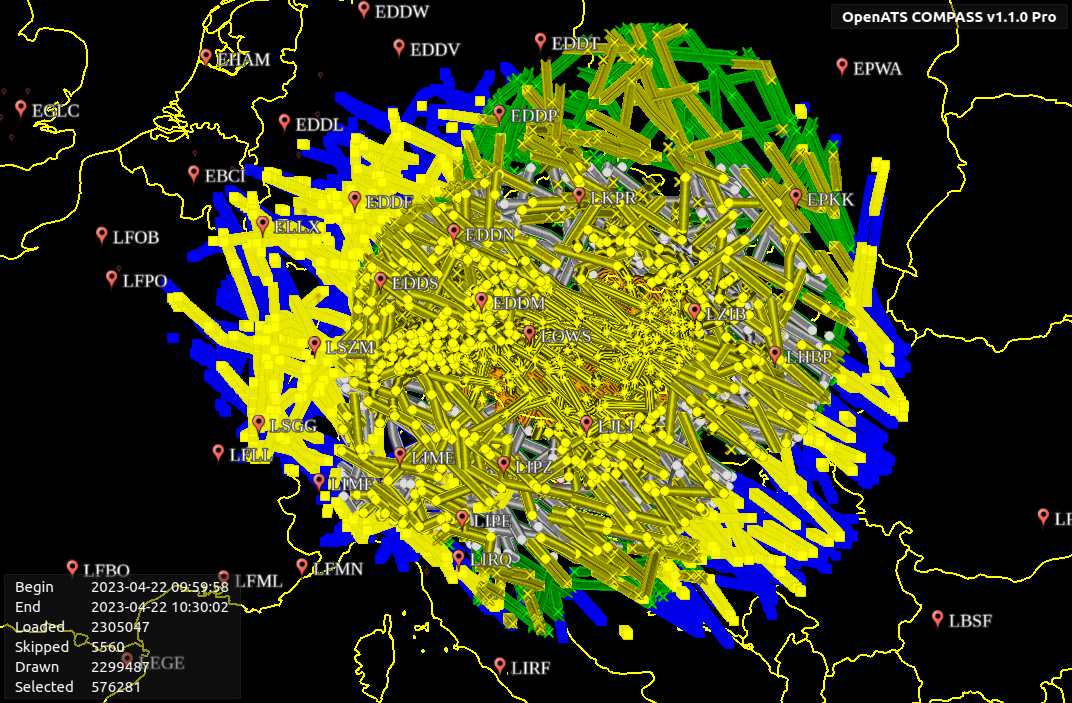 EDDW
OpenATS COMPASS v1.1.0 Pro
EDDV
EDDT
EHAM
EPWA
EGLC
EDDP
EDDL
EBCI
EDDF
LKPR
EPKK
ELLX
LFOB
EDDN
LFPO
EDDS
EDDM
LZIB
LOWS
LSZM
LHBP
LSGG
LJLJ
LFLL
LIME
LIPZ
LIMF
LIPE
LIRQ
LFBO
LFMN
LFML
Begin 2023-04-22 09:59:58
End 2023-04-22 10:30:02
Loaded 2305047
LBSF
Skipped 5560
Drawn 2299487
LEGE
LIRF
Selected 576281